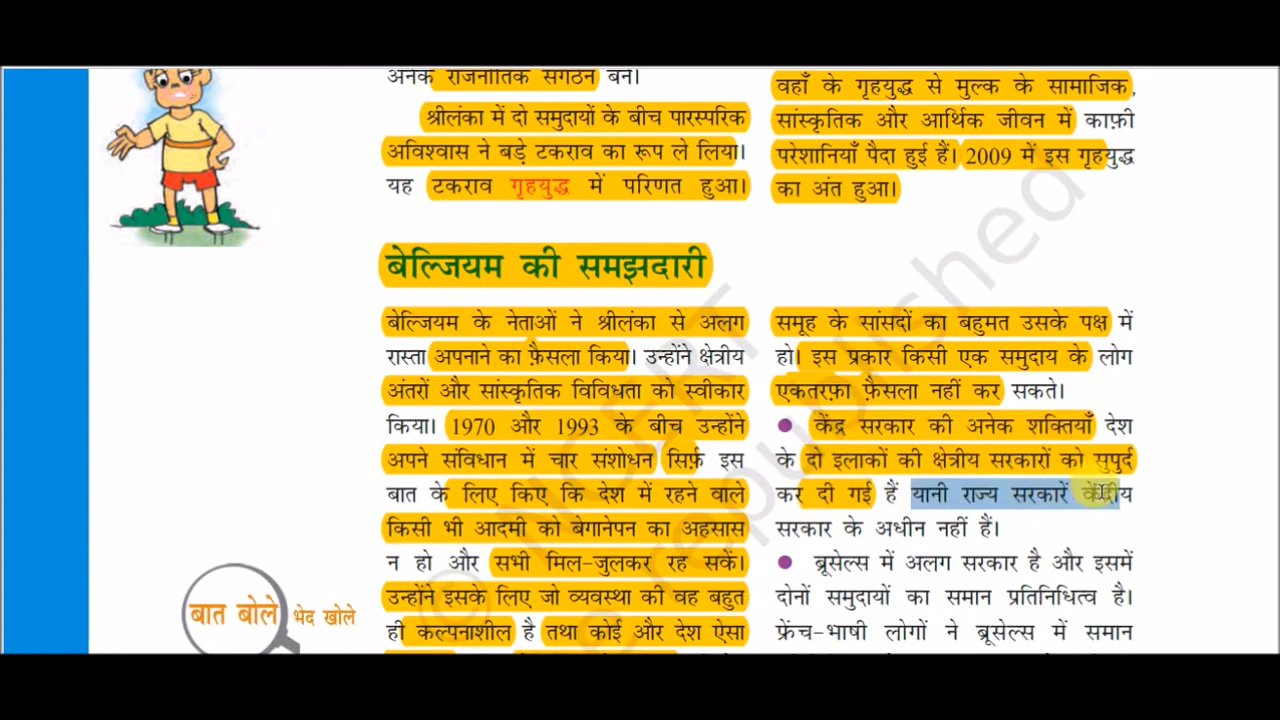 अनेक राजनीतिक संगठन बने।
श्रीलंका में दो समुदायों के बीच पारस्परिक
अविश्वास ने बड़े टकराव का रूप ले लिया।
यह टकराव गृहयुद्ध में परिणत हुआ।
वहाँ के गृहयुद्ध से मुल्क के सामाजिक,
सांस्कृतिक और आर्थिक जीवन में काफ़ी
परेशानियाँ पैदा हुई हैं। 2009 में इस गृहयुद्ध
का अंत हुआ।
बेल्जियम की समझदारी
बेल्जियम के नेताओं ने श्रीलंका से अलग
रास्ता अपनाने का फ़ैसला किया। उन्होंने क्षेत्रीय
अंतरों और सांस्कृतिक विविधता को स्वीकार
किया। 1970 और 1993 के बीच उन्होंने
अपने संविधान में चार संशोधन सिर्फ़ इस
बात के लिए किए कि देश में रहने वाले
किसी भी आदमी को बेगानेपन का अहसास
न हो और सभी मिल-जुलकर रह सकें।
उन्होंने इसके लिए जो व्यवस्था की वह बहुत
ही कल्पनाशील है तथा कोई और देश ऐसा
समूह के सांसदों का बहुमत उसके पक्ष में
हो। इस प्रकार किसी एक समुदाय के लोग
एकतरफ़ा फ़ैसला नहीं कर सकते।
● केंद्र सरकार की अनेक शक्तियाँ देश
के दो इलाकों की क्षेत्रीय सरकारों को सुपुर्द
कर दी गई हैं यानी राज्य सरकारें केंद्रीय
सरकार के अधीन नहीं हैं।
● ब्रूसेल्स में अलग सरकार है और इसमें
दोनों समुदायों का समान प्रतिनिधित्व है।
फ्रेंच-भाषी लोगों ने ब्रूसेल्स में समान
बात बोले भेद खोले
© NCERT
republished